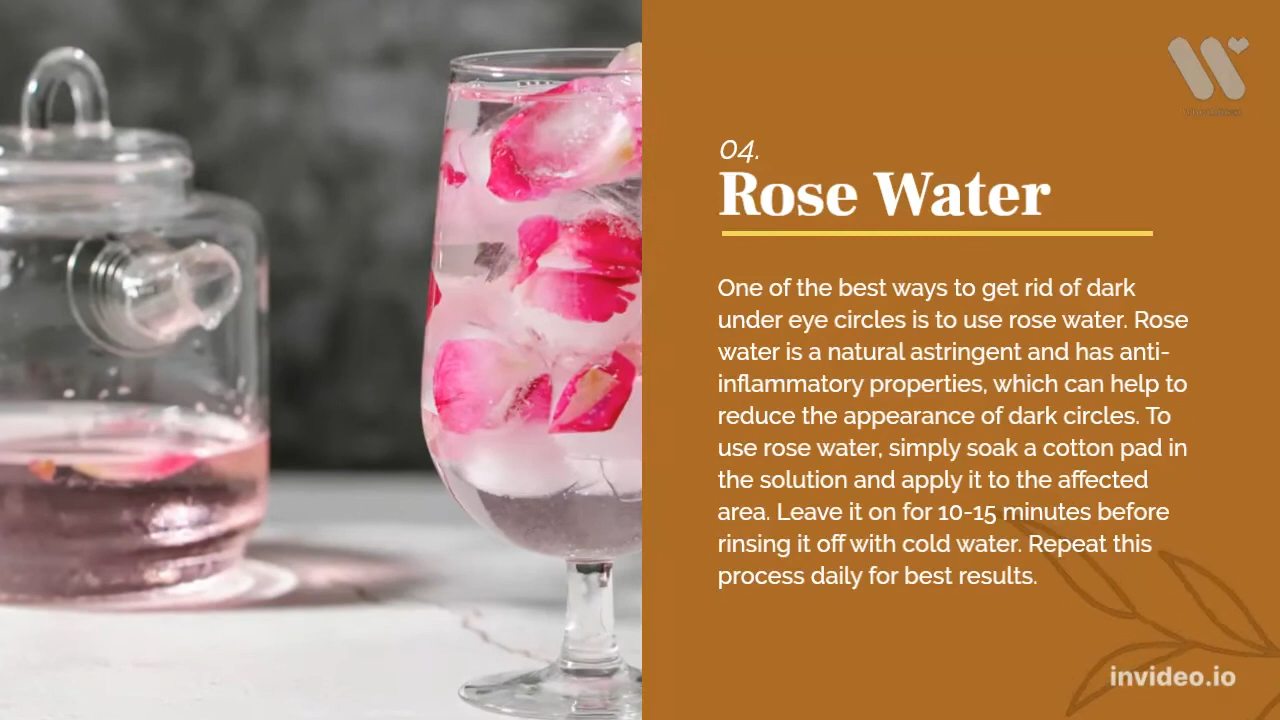 04.
Rose Water
One of the best ways to get rid of dark
under eye circles is to use rose water. Rose
water is a natural astringent and has anti-
inflammatory properties, which can help to
reduce the appearance of dark circles. To
use rose water, simply soak a cotton pad in
the solution and apply it to the affected
area. Leave it on for 10-15 minutes before
rinsing it off with cold water. Repeat this
process daily for best results.
invideo.io